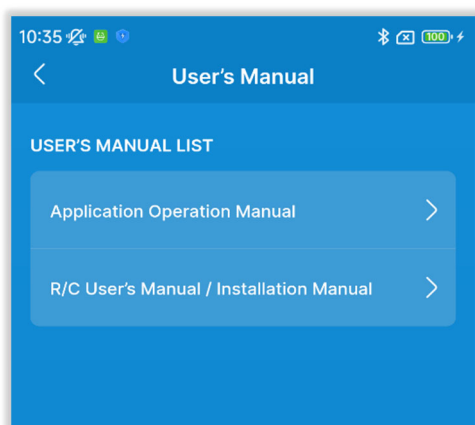 10:35
100
User's Manual
USER'S MANUAL LIST
Application Operation Manual
R/C User's Manual / Installation Manual